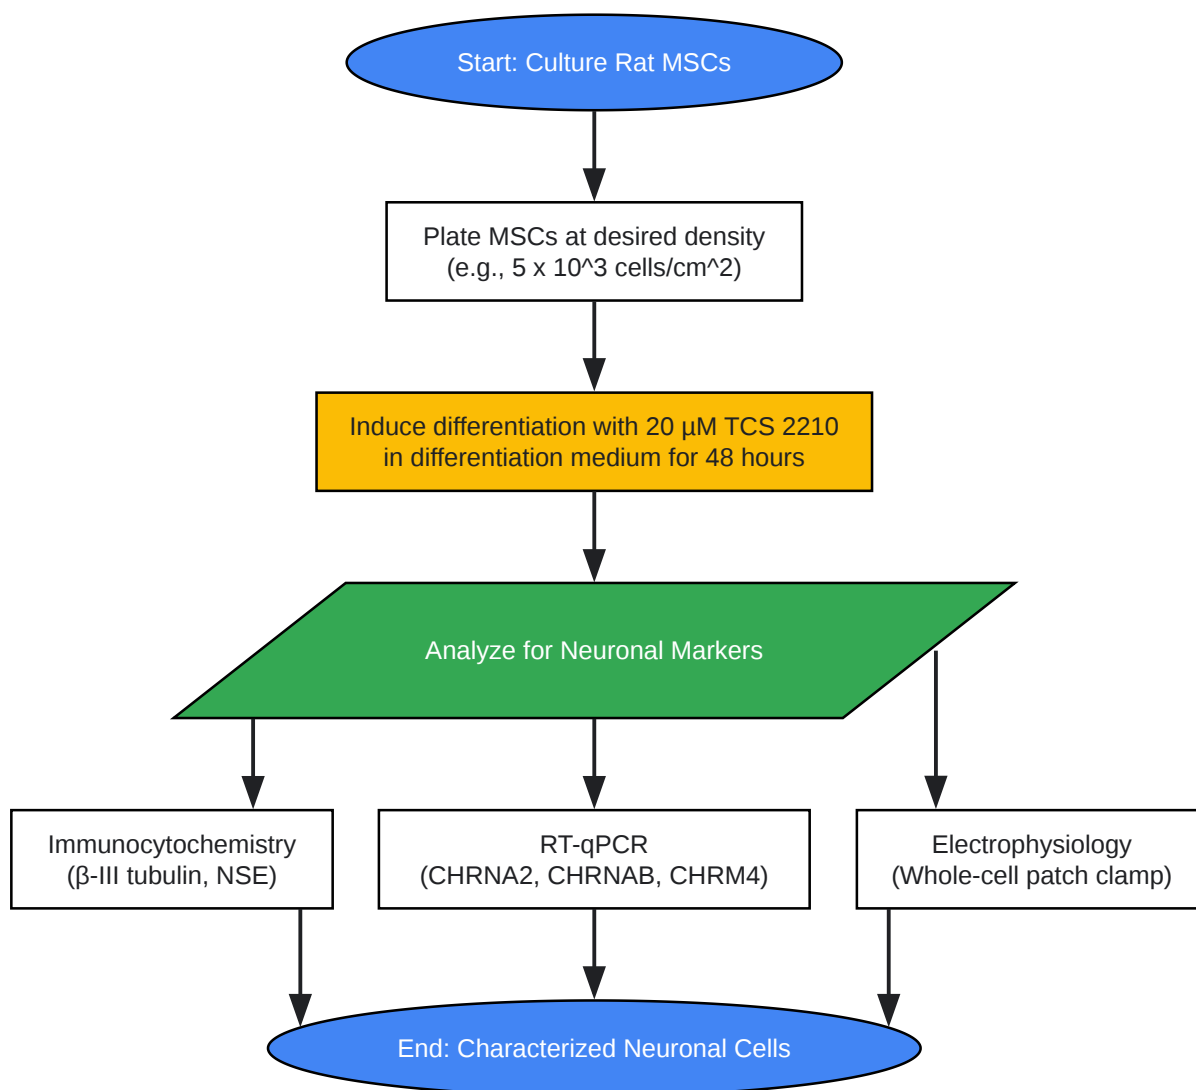 Start: Culture Rat MSCs
Plate MSCs at desired density
(e.g., 5 x 10^3 cells/cm^2)
Induce differentiation with 20 µM TCS 2210
in differentiation medium for 48 hours
Analyze for Neuronal Markers
Immunocytochemistry
(β-III tubulin, NSE)
RT-qPCR
(CHRNA2, CHRNAB, CHRM4)
Electrophysiology
(Whole-cell patch clamp)
End: Characterized Neuronal Cells